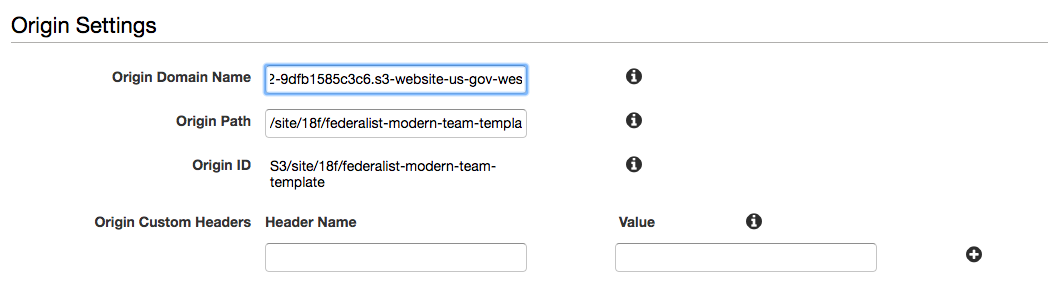 Origin Settings
Origin Domain Name 2-9dfb1585c3c6.s3-website-us-gov-wes
Origin Path /site/18f/federalist-modern-team-templa
Origin ID S3/site/18f/federalist-modern-team-
template
Origin Custom Headers Header Name Value